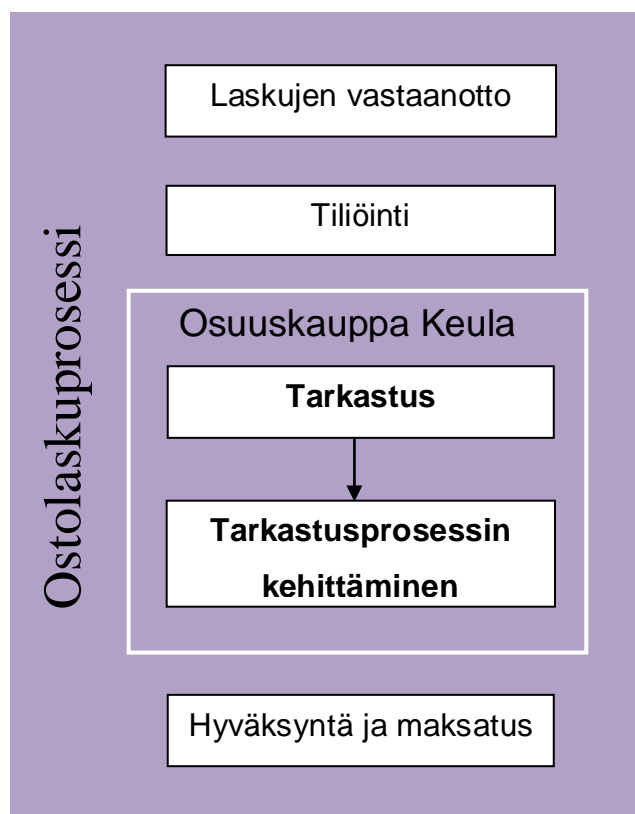 Ostolaskuprosessi
Laskujen vastaanotto
Tiliöinti
Osuuskauppa Keula
Tarkastus
Tarkastusprosessin
kehittäminen
Hyväksyntä ja maksatus